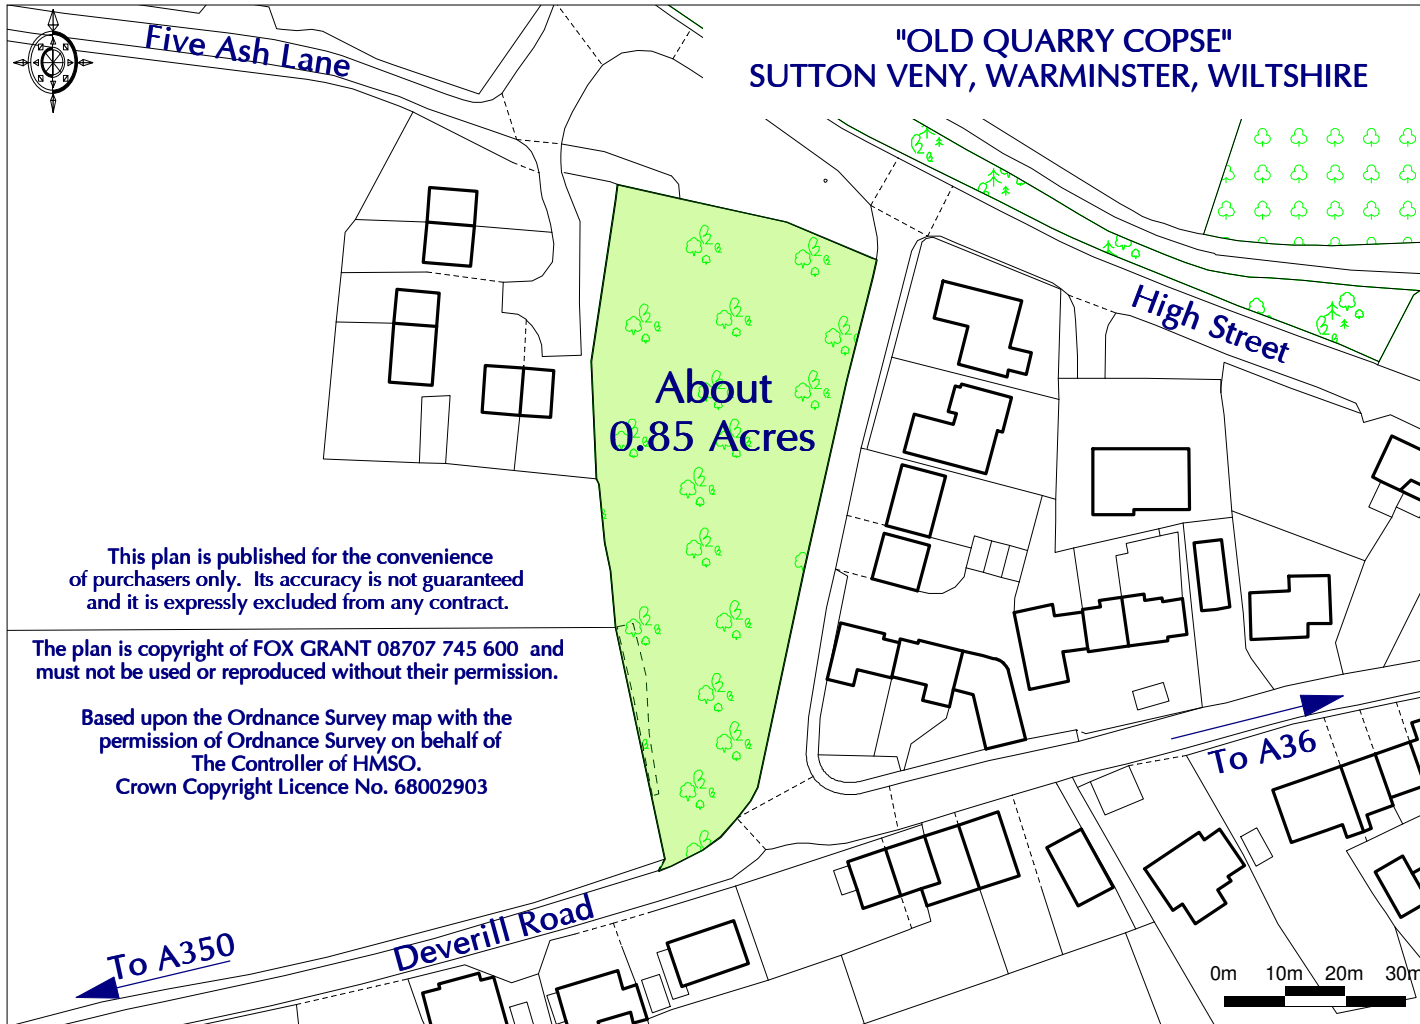 "OLD QUARRY COPSE"
SUTTON VENY, WARMINSTER, WILTSHIRE
Five Ash Lane
High Street
About
0.85 Acres
This plan is published for the convenience
of purchasers only. Its accuracy is not guaranteed
and it is expressly excluded from any contract.
The plan is copyright of FOX GRANT 08707 745 600 and
must not be used or reproduced without their permission.
Based upon the Ordnance Survey map with the
permission of Ordnance Survey on behalf of
The Controller of HMSO.
Crown Copyright Licence No. 68002903
To A36
Deverill Road
To A350
0m 10m 20m 30m